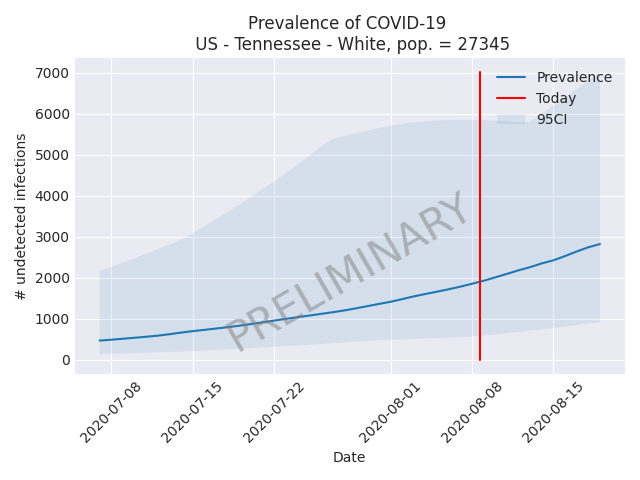 Prevalence of COVID-19
US - Tennessee - White, pop. = 27345
7000
6000
5000
4000
3000
2000
1000
0
# undetected infections
Prevalence
Today
95CI
PRELIMINARY
2020-07-08
2020-07-15
2020-07-22
2020-08-01
2020-08-08
2020-08-15
Date